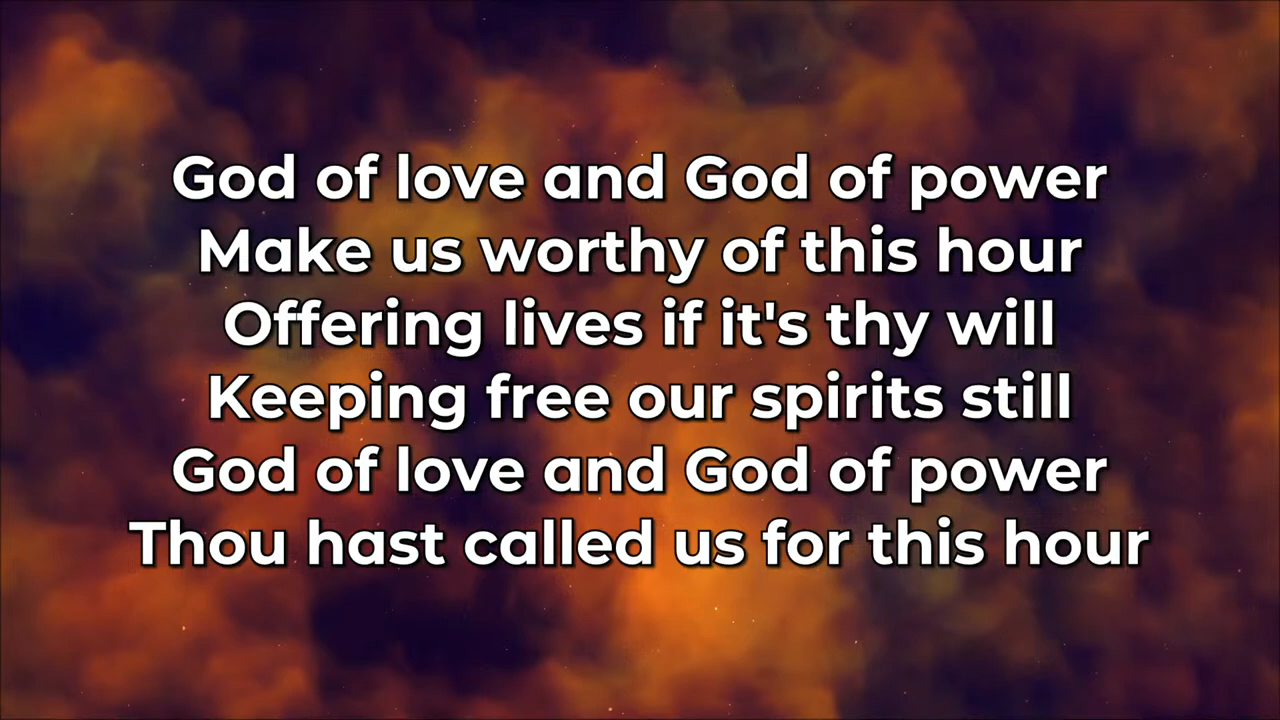 God of love and God of power
Make us worthy of this hour
Offering lives if it's thy will
Keeping free our spirits still
God of love and God of power
Thou hast called us for this hour